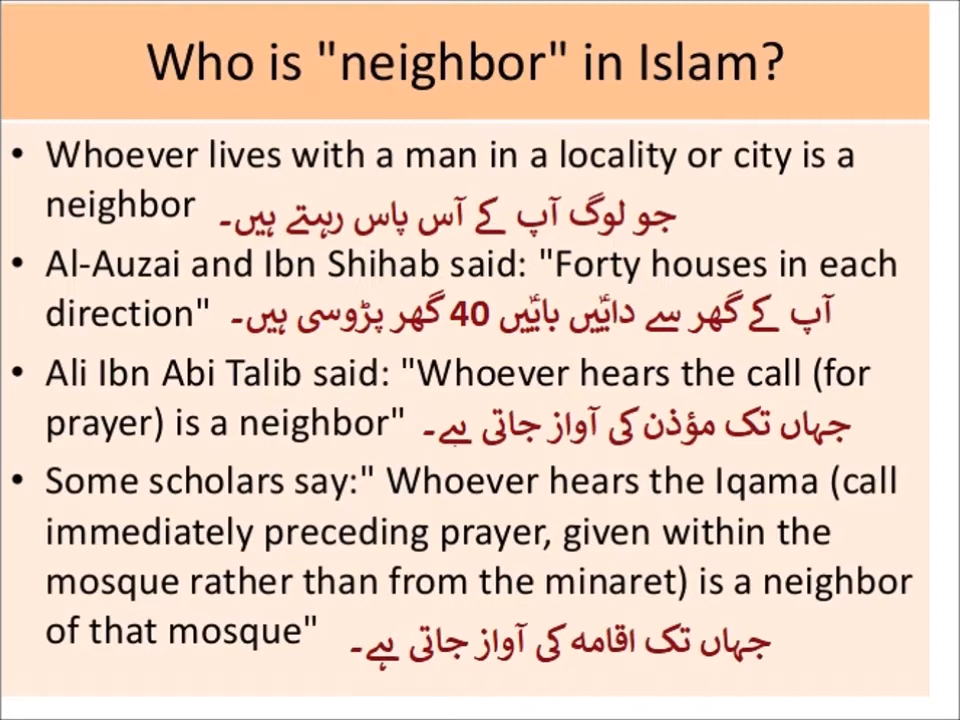 Who is "neighbor" in Islam?
• Whoever lives with a man in a locality or city is a
neighbor جو لوگ آپ کے آس پاس رہتے ہیں۔
• Al-Auzai and Ibn Shihab said: "Forty houses in each
direction" آپ کے گھر سے دائیں بائیں 40 گھر پڑوسی ہیں۔
• Ali Ibn Abi Talib said: "Whoever hears the call (for
prayer) is a neighbor" جہاں تک مؤذن کی آواز جاتی ہے۔
• Some scholars say:" Whoever hears the Iqama (call
immediately preceding prayer, given within the
mosque rather than from the minaret) is a neighbor
of that mosque" جہاں تک اقامہ کی آواز جاتی ہے۔